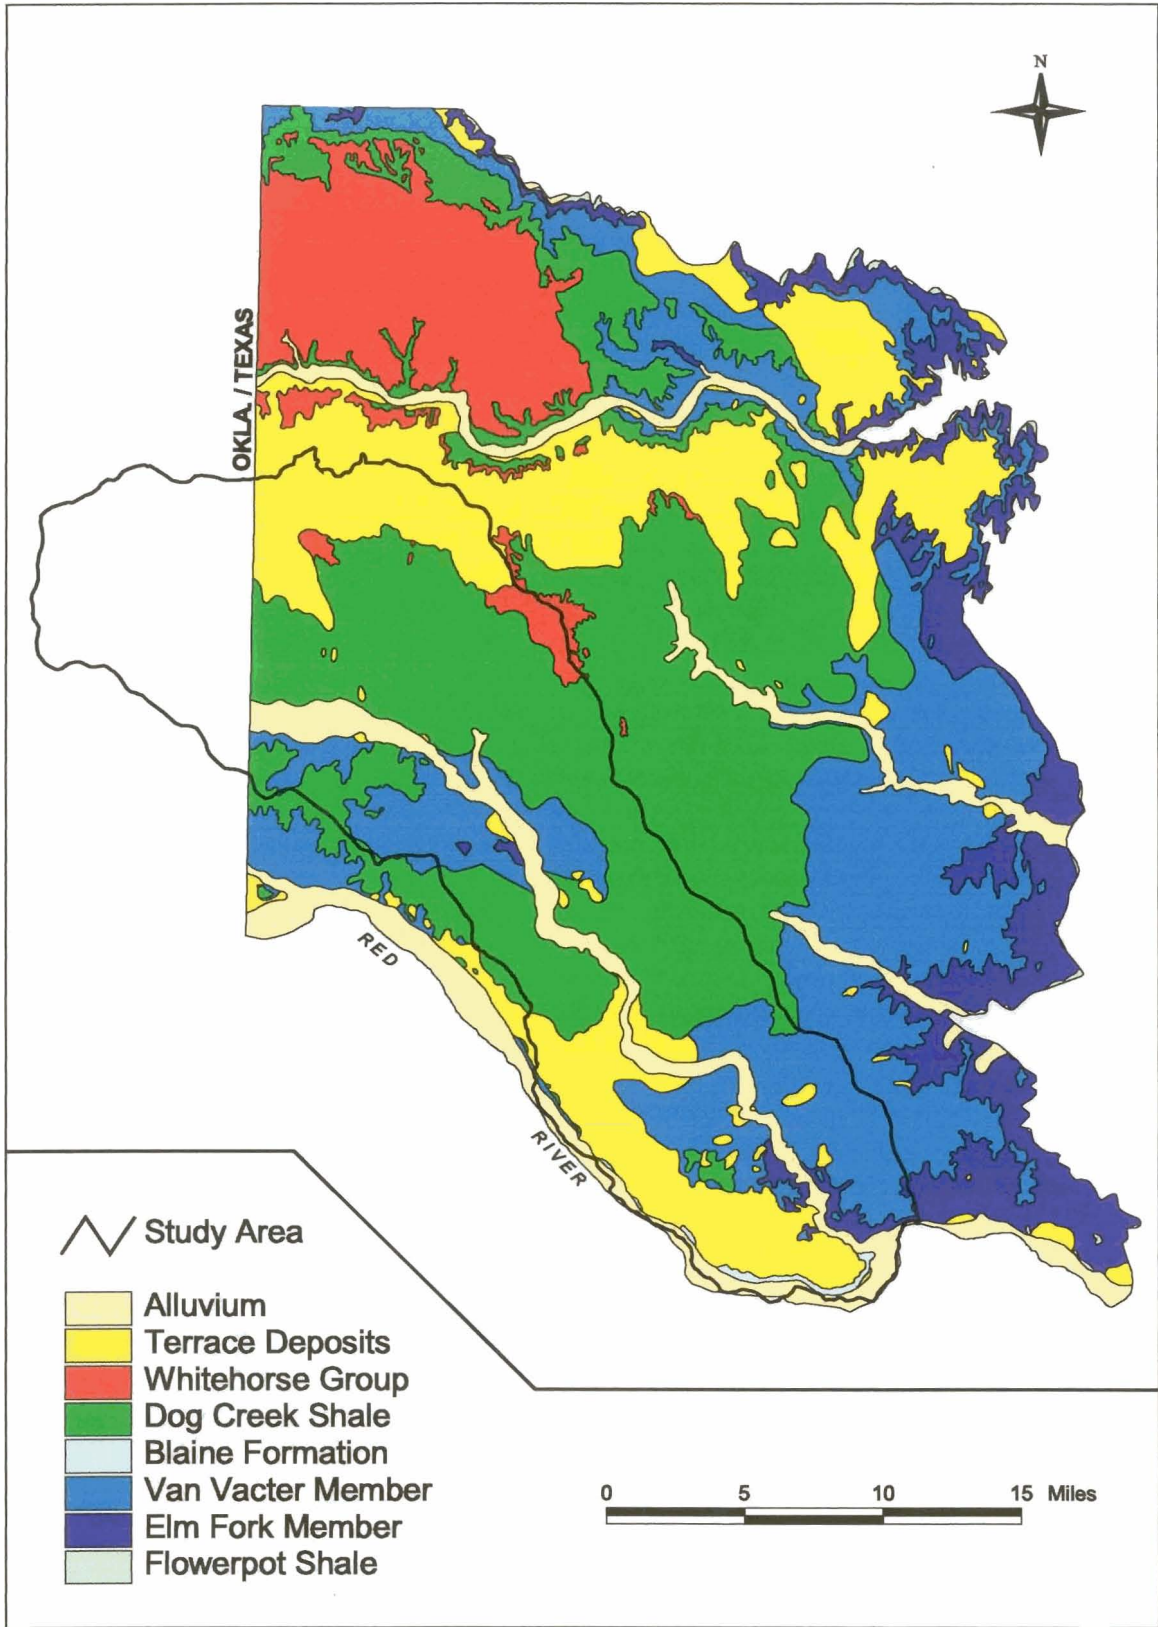 N
OKLA. / TEXAS
RED
RIVER
Study Area
Alluvium
Terrace Deposits
Whitehorse Group
Dog Creek Shale
Blaine Formation
Van Vacter Member
Elm Fork Member
Flowerpot Shale
0 5 10 15 Miles